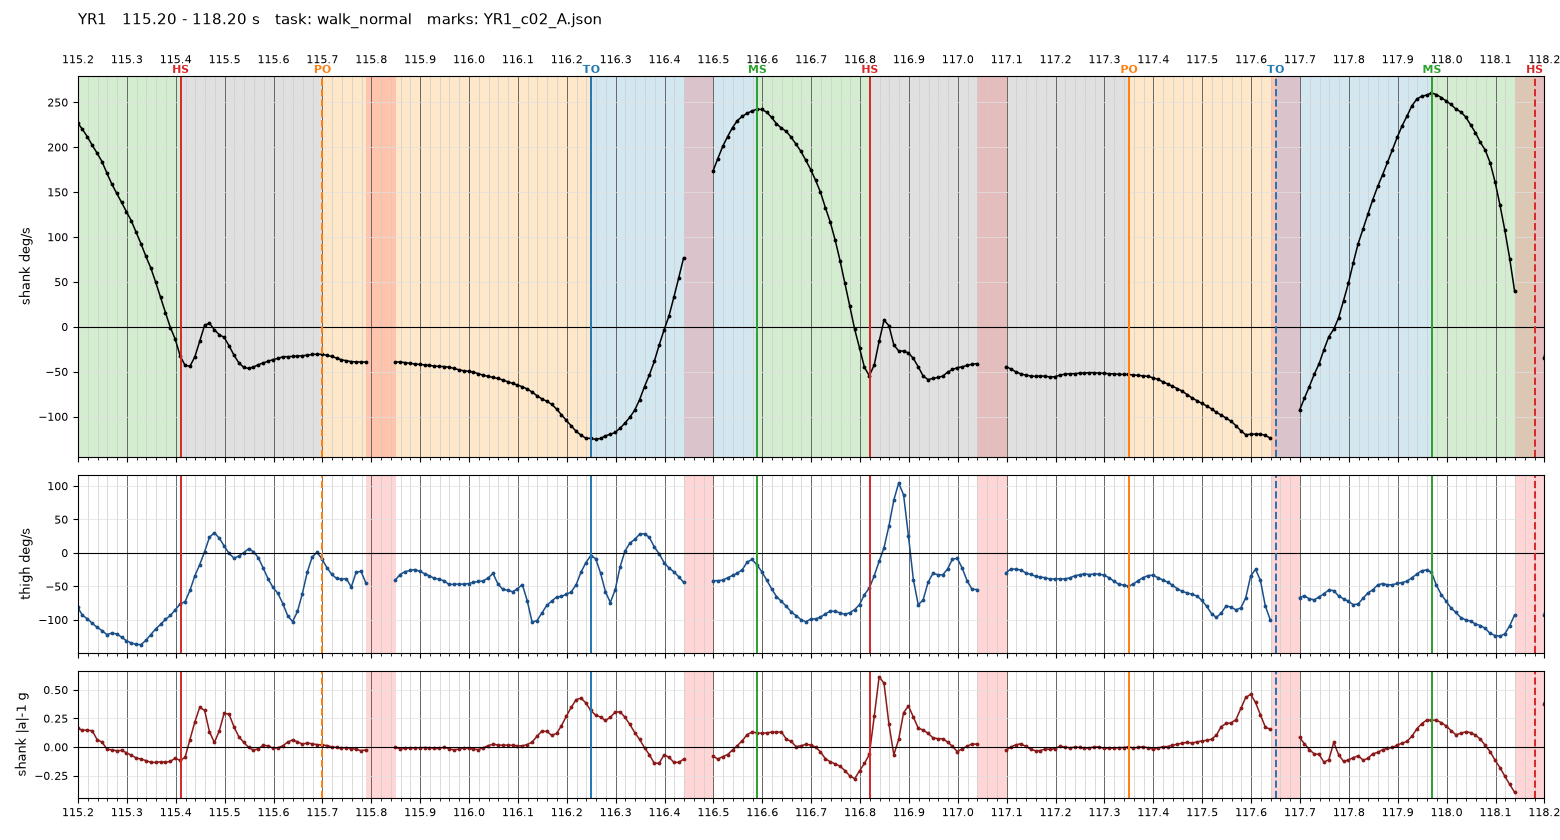 YR1   115.20 - 118.20 s   task: walk_normal   marks: YR1_c02_A.json
115.2 115.3 115.4 115.5 115.6 115.7 115.8 115.9 116.0 116.1 116.2 116.3 116.4 116.5 116.6 116.7 116.8 116.9 117.0 117.1 117.2 117.3 117.4 117.5 117.6 117.7 117.8 117.9 118.0 118.1 118.2
HS PO TO MS HS PO TO MS HS
shank deg/s
250
200
150
100
50
0
−50
−100
thigh deg/s
100
50
0
−50
−100
shank |a|-1 g
0.50
0.25
0.00
−0.25
115.2 115.3 115.4 115.5 115.6 115.7 115.8 115.9 116.0 116.1 116.2 116.3 116.4 116.5 116.6 116.7 116.8 116.9 117.0 117.1 117.2 117.3 117.4 117.5 117.6 117.7 117.8 117.9 118.0 118.1 118.2